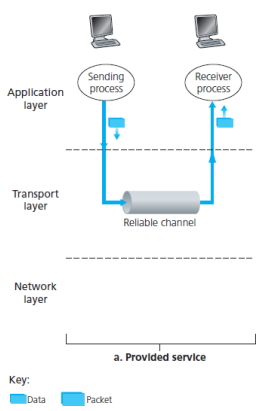 Sending
process
Receiver
process
Application
layer
Transport
layer
Reliable channel
Network
layer
a. Provided service
Key:
Data
Packet